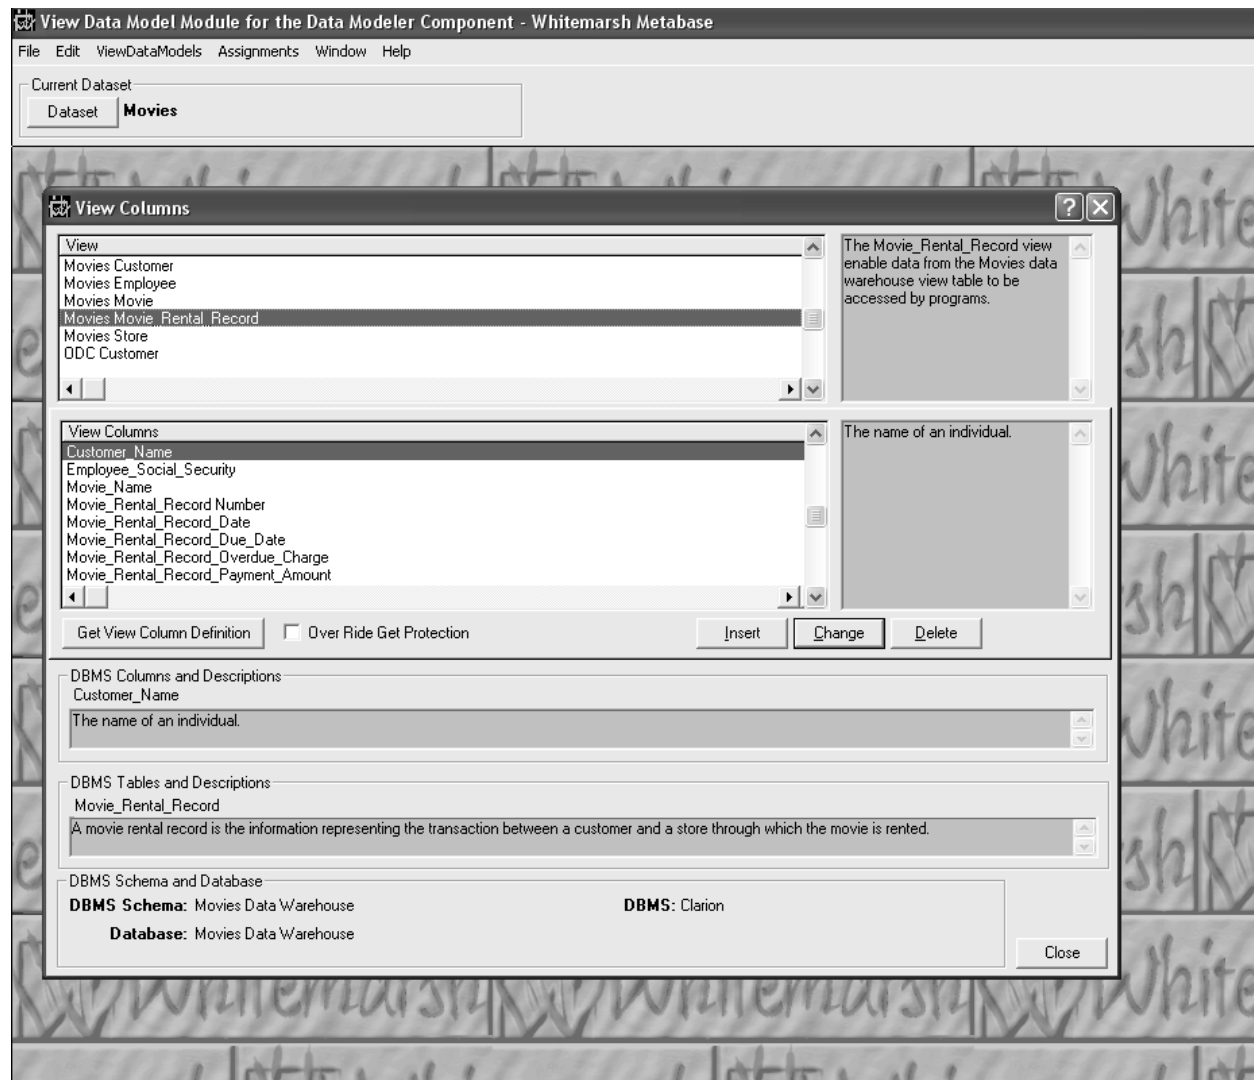 View Data Model Module for the Data Modeler Component - Whitemarsh Metabase
File Edit ViewDataModels Assignments Window Help
Current Dataset
Dataset Movies
View Columns
View
Movies Customer
Movies Employee
Movies Movie
Movies Movie_Rental_Record
Movies Store
ODC Customer
The Movie_Rental_Record view
enable data from the Movies data
warehouse view table to be
accessed by programs.
View Columns
Customer_Name
Employee_Social_Security
Movie_Name
Movie_Rental_Record Number
Movie_Rental_Record_Date
Movie_Rental_Record_Due_Date
Movie_Rental_Record_Overdue_Charge
Movie_Rental_Record_Payment_Amount
The name of an individual.
Get View Column Definition Over Ride Get Protection Insert Change Delete
DBMS Columns and Descriptions
Customer_Name
The name of an individual.
DBMS Tables and Descriptions
Movie_Rental_Record
A movie rental record is the information representing the transaction between a customer and a store through which the movie is rented.
DBMS Schema and Database
DBMS Schema: Movies Data Warehouse DBMS: Clarion
Database: Movies Data Warehouse
Close
Whitemarsh Whitemarsh White